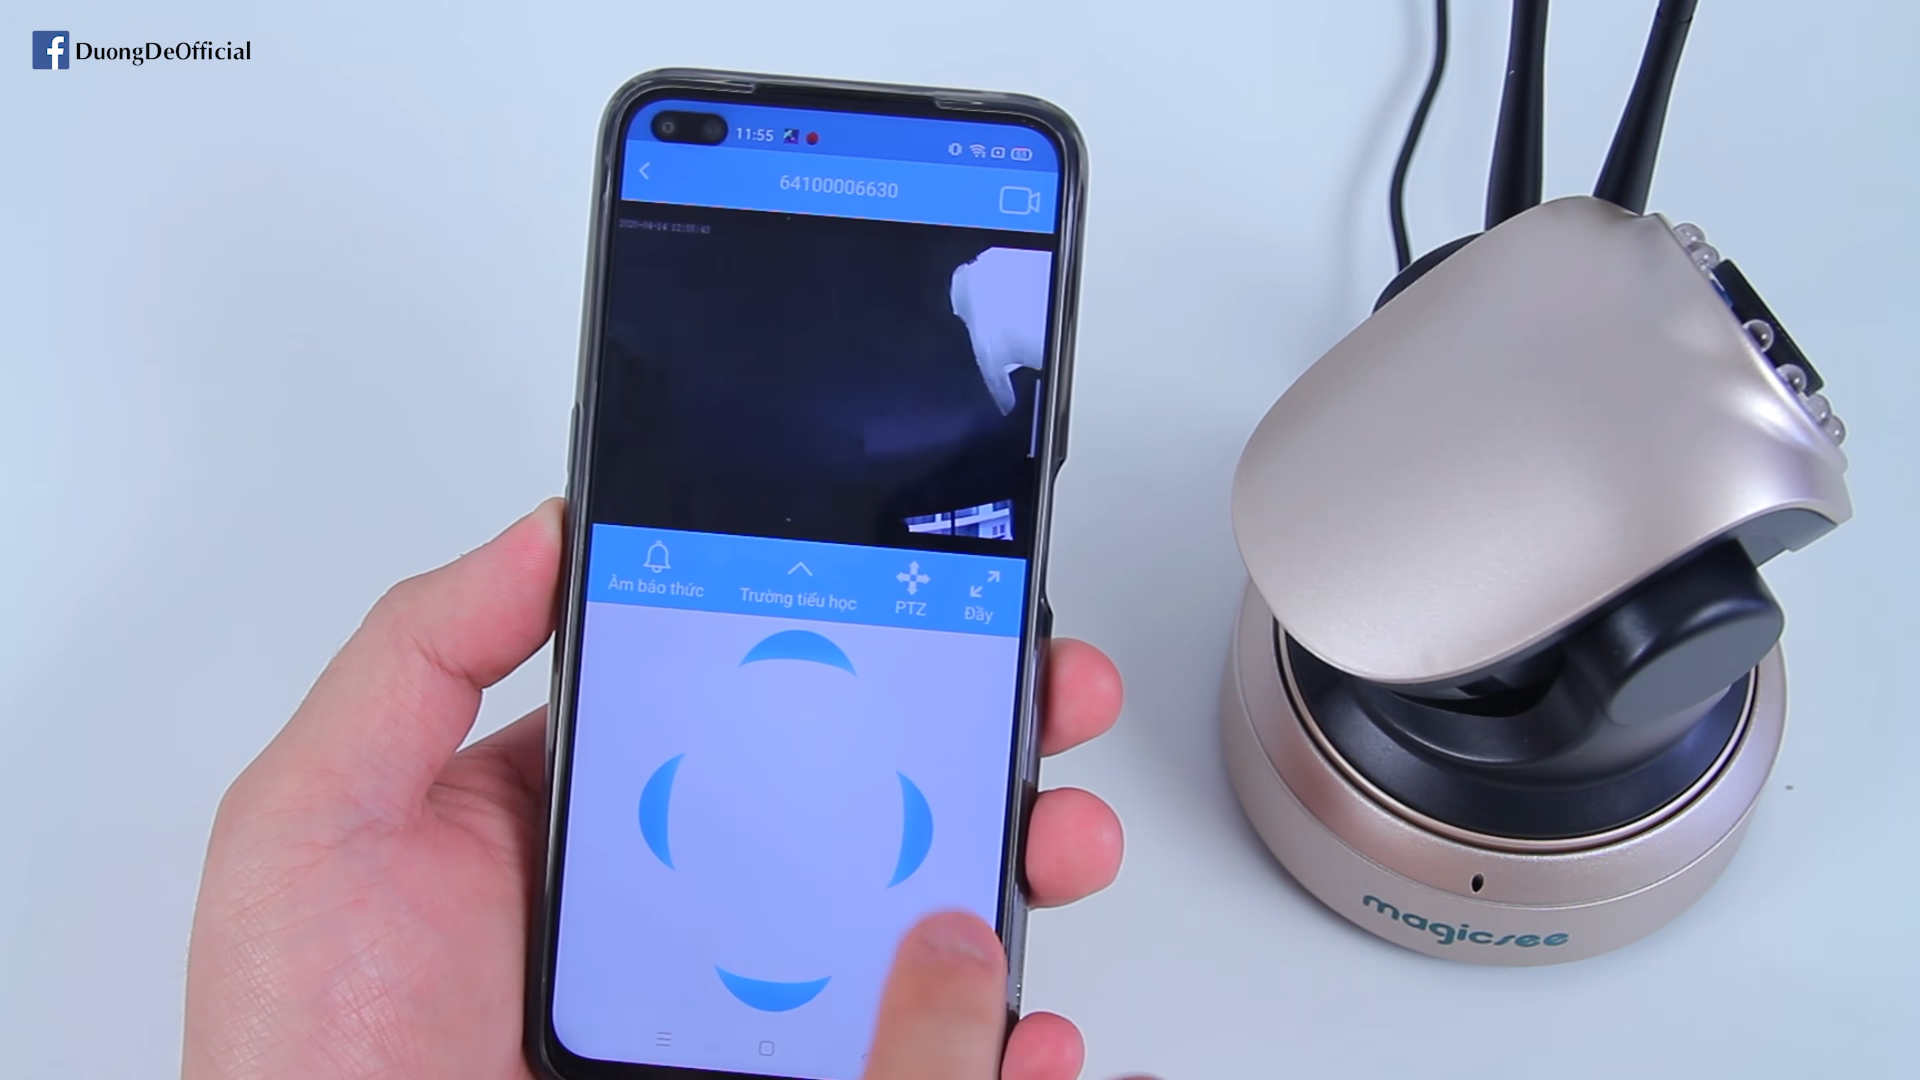 DuongDeOfficial
11:55
64100006630
Âm báo thức
Trường tiểu học
PTZ
Đầy
magicsee